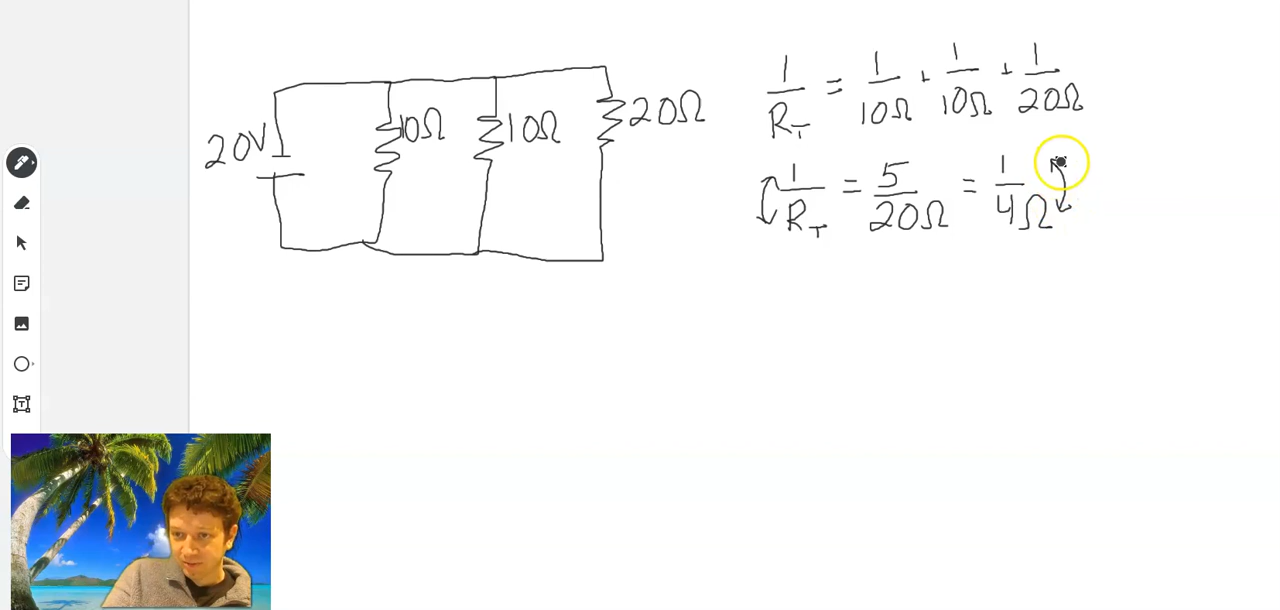 20V
10Ω
10Ω
20Ω
1/R_T = 1/10Ω + 1/10Ω + 1/20Ω
1/R_T = 5/20Ω = 1/4Ω
T